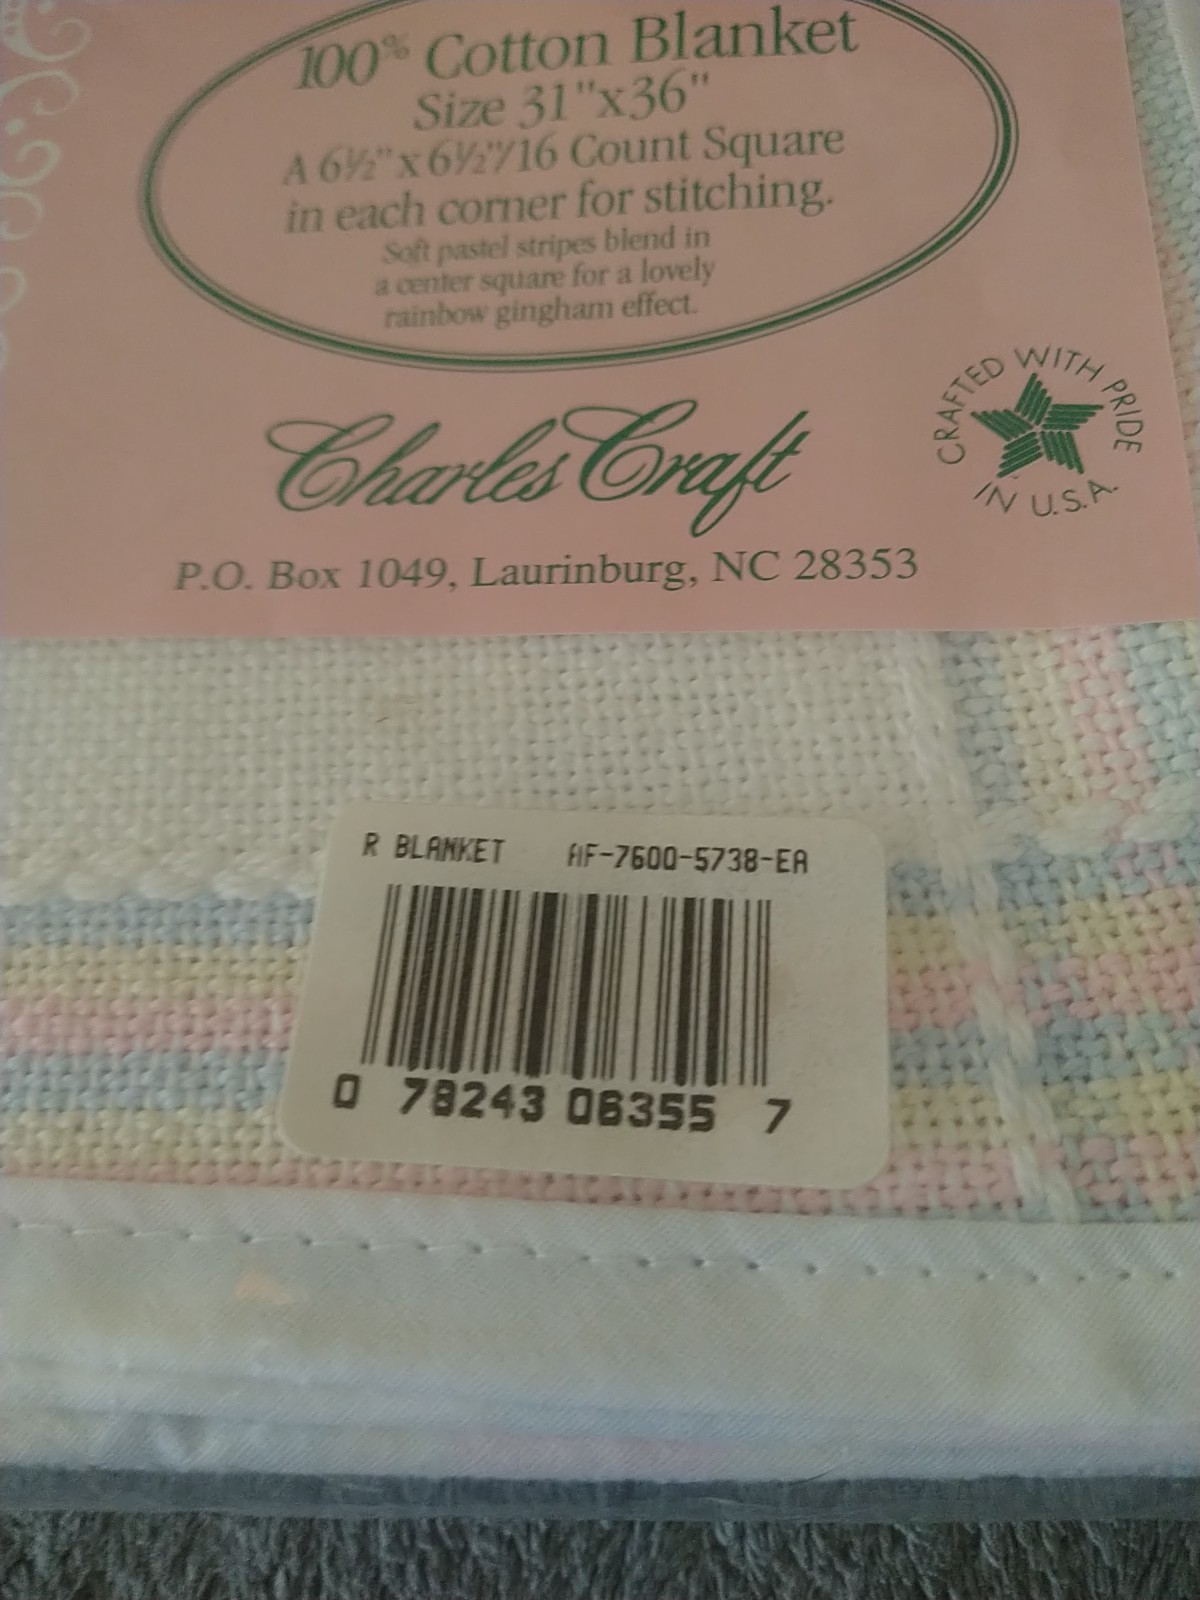 100% Cotton Blanket
Size 31"x36"
A 6½" x 6½"/16 Count Square
in each corner for stitching.
Soft pastel stripes blend in
a center square for a lovely
rainbow gingham effect.
CRAFTED WITH PRIDE
IN U.S.A.
Charles Craft
P.O. Box 1049, Laurinburg, NC 28353
R BLANKET AF-7600-5738-EA
0 78243 06355 7